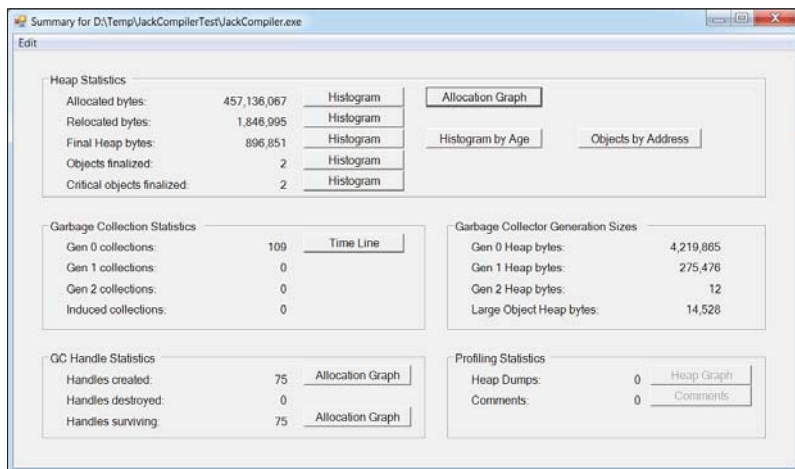 Summary for D:\Temp\JackCompilerTest\JackCompiler.exe
Edit
Heap Statistics
Allocated bytes: 457,136,067 Histogram Allocation Graph
Relocated bytes: 1,846,995 Histogram
Final Heap bytes: 896,851 Histogram Histogram by Age Objects by Address
Objects finalized: 2 Histogram
Critical objects finalized: 2 Histogram
Garbage Collection Statistics
Gen 0 collections: 109 Time Line
Gen 1 collections: 0
Gen 2 collections: 0
Induced collections: 0
Garbage Collector Generation Sizes
Gen 0 Heap bytes: 4,219,865
Gen 1 Heap bytes: 275,476
Gen 2 Heap bytes: 12
Large Object Heap bytes: 14,528
GC Handle Statistics
Handles created: 75 Allocation Graph
Handles destroyed: 0
Handles surviving: 75 Allocation Graph
Profiling Statistics
Heap Dumps: 0 Heap Graph
Comments: 0 Comments